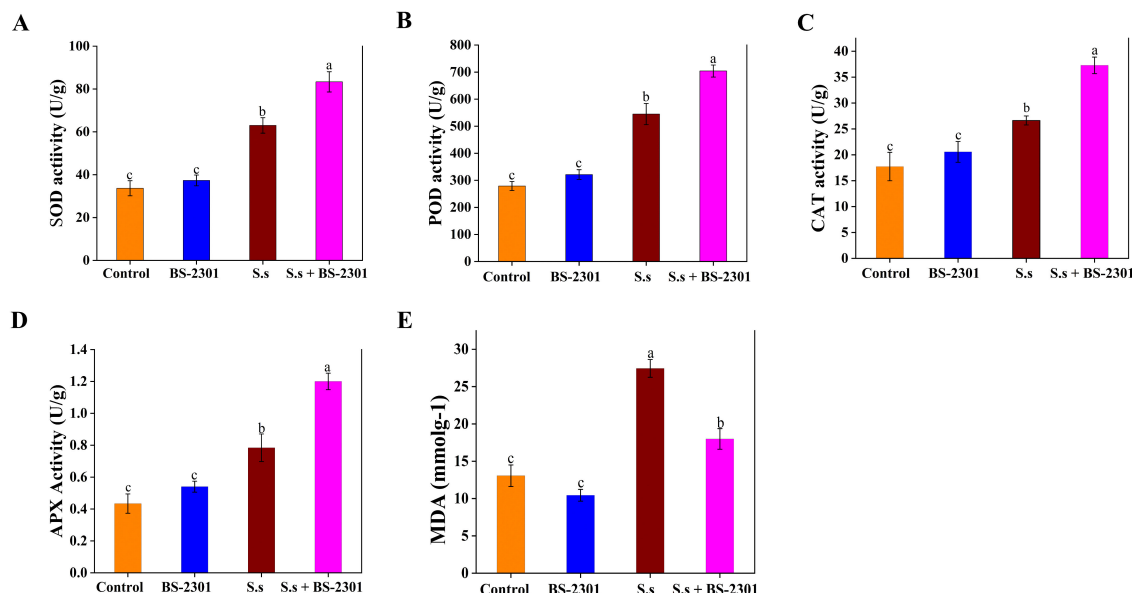 A
SOD actiivity (U/g)
100
80
60
40
20
0
c
c
b
a
Control BS-2301 S.s S.s + BS-2301
B
POD activity (U/g)
800
700
600
500
400
300
200
100
0
c
c
b
a
Control BS-2301 S.s S.s + BS-2301
C
CAT activity (U/g)
40
35
30
25
20
15
10
5
0
c
c
b
a
Control BS-2301 S.s S.s + BS-2301
D
APX Activity (U/g)
1.4
1.2
1.0
0.8
0.6
0.4
0.2
0.0
c
c
b
a
Control BS-2301 S.s S.s + BS-2301
E
MDA (mmolg-1)
30
25
20
15
10
5
0
c
c
a
b
Control BS-2301 S.s S.s + BS-2301